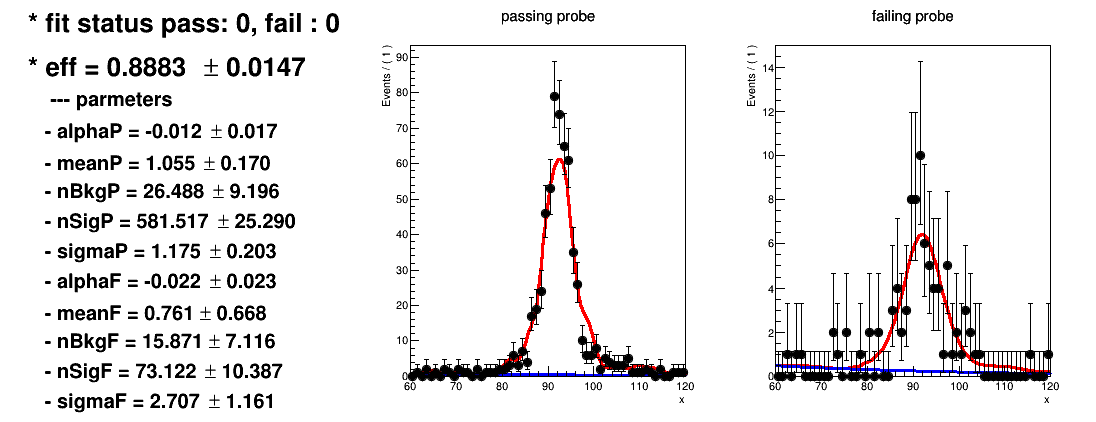 * fit status pass: 0, fail : 0
* eff = 0.8883 ± 0.0147
--- parmeters
- alphaP = -0.012 ± 0.017
- meanP = 1.055 ± 0.170
- nBkgP = 26.488 ± 9.196
- nSigP = 581.517 ± 25.290
- sigmaP = 1.175 ± 0.203
- alphaF = -0.022 ± 0.023
- meanF = 0.761 ± 0.668
- nBkgF = 15.871 ± 7.116
- nSigF = 73.122 ± 10.387
- sigmaF = 2.707 ± 1.161
passing probe
Events / ( 1 )
90
80
70
60
50
40
30
20
10
0
60 70 80 90 100 110 120
x
failing probe
Events / ( 1 )
14
12
10
8
6
4
2
0
60 70 80 90 100 110 120
x